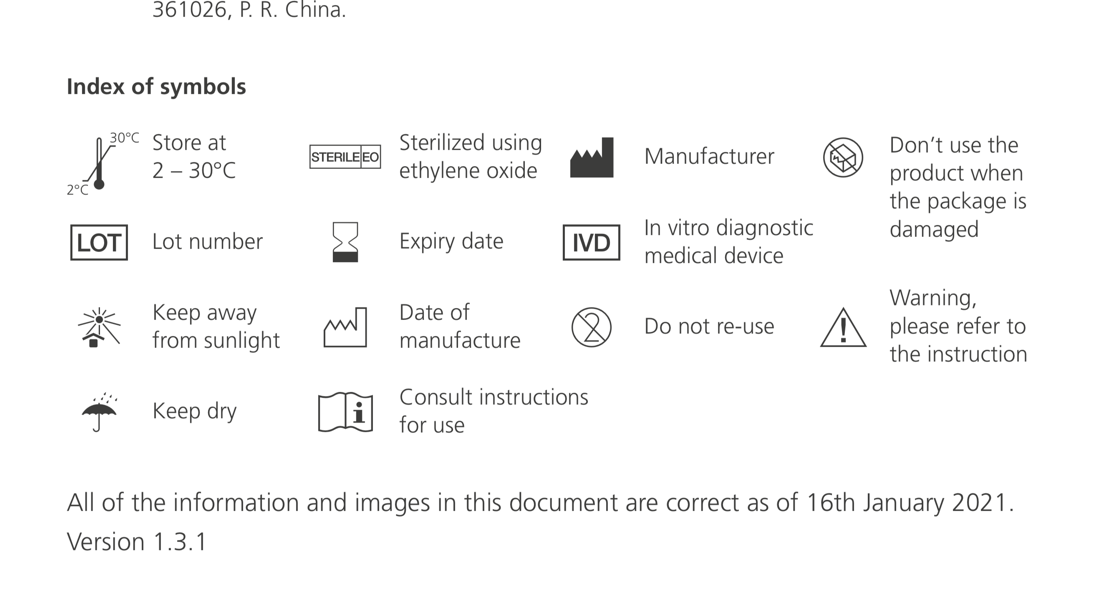 361026, P. R. China.
Index of symbols
30°C
2°C
Store at
2 – 30°C
STERILE EO
Sterilized using
ethylene oxide
Manufacturer
Don’t use the
product when
the package is
damaged
LOT
Lot number
Expiry date
IVD
In vitro diagnostic
medical device
Keep away
from sunlight
Date of
manufacture
2
Do not re-use
!
Warning,
please refer to
the instruction
Keep dry
i
Consult instructions
for use
All of the information and images in this document are correct as of 16th January 2021.
Version 1.3.1